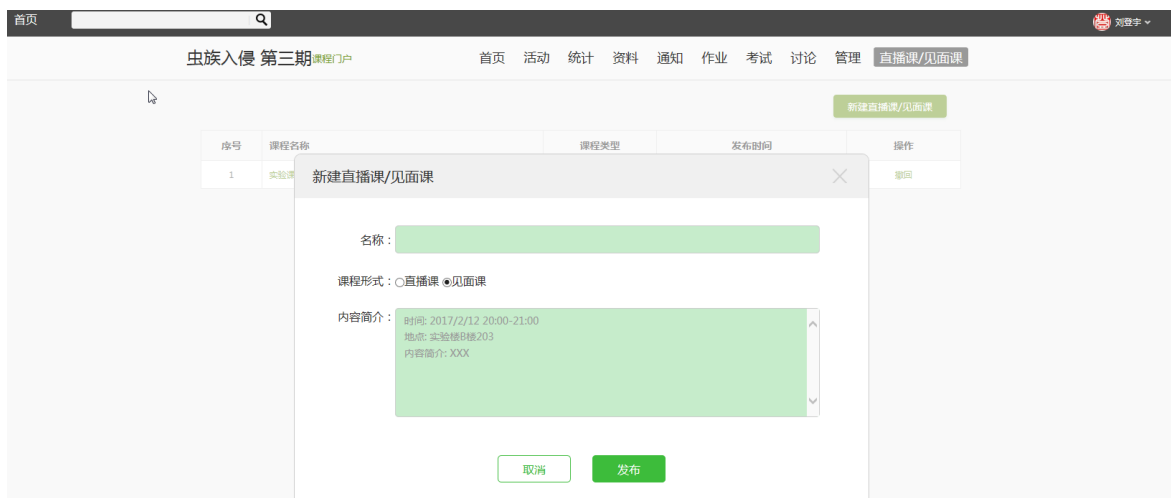 首页
刘登宇
虫族入侵 第三期课程门户
首页 活动 统计 资料 通知 作业 考试 讨论 管理 直播课/见面课
新建直播课/见面课
序号 课程名称 课程类型 发布时间 操作
1 实验课 撤回
新建直播课/见面课
名称：
课程形式： 直播课 见面课
内容简介：
时间: 2017/2/12 20:00-21:00
地点: 实验楼B楼203
内容简介: XXX
取消 发布